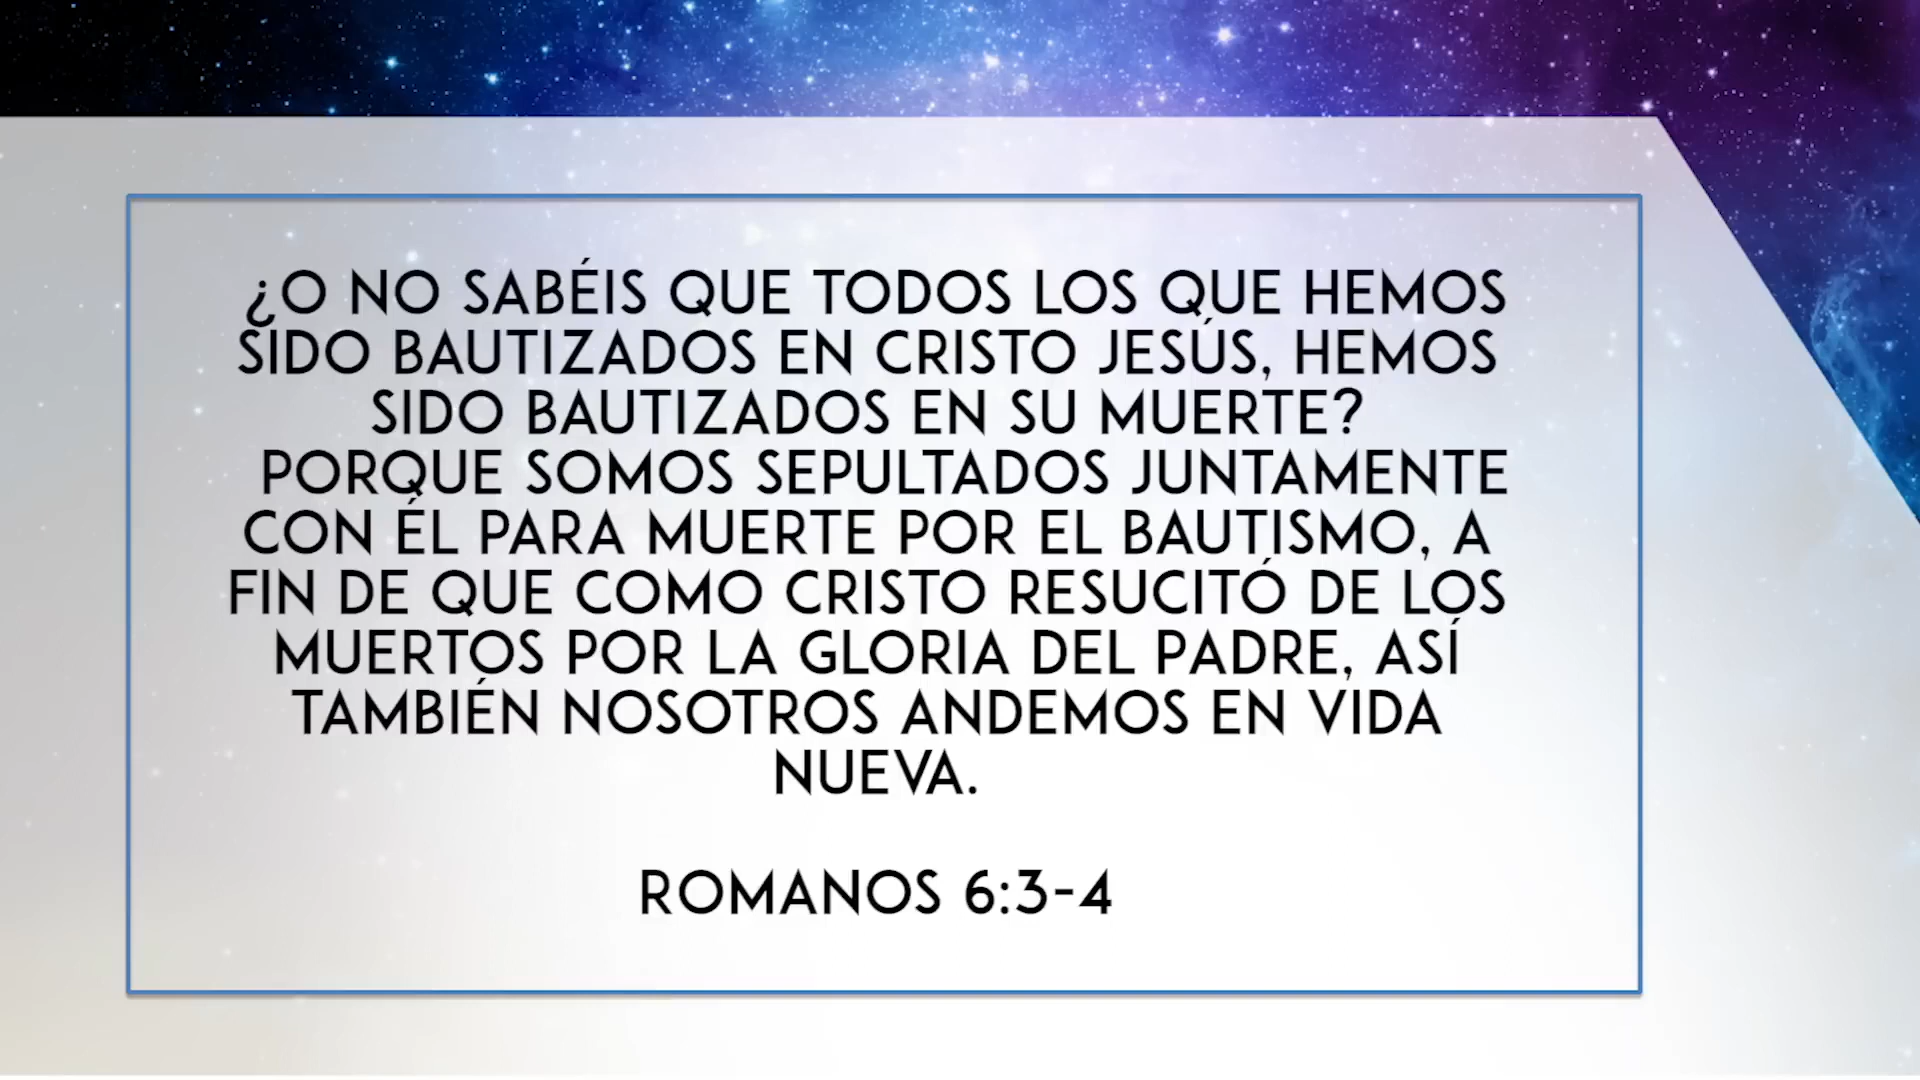 ¿O NO SABÉIS QUE TODOS LOS QUE HEMOS
SIDO BAUTIZADOS EN CRISTO JESÚS, HEMOS
SIDO BAUTIZADOS EN SU MUERTE?
PORQUE SOMOS SEPULTADOS JUNTAMENTE
CON ÉL PARA MUERTE POR EL BAUTISMO, A
FIN DE QUE COMO CRISTO RESUCITÓ DE LOS
MUERTOS POR LA GLORIA DEL PADRE, ASÍ
TAMBIÉN NOSOTROS ANDEMOS EN VIDA
NUEVA.
ROMANOS 6:3-4